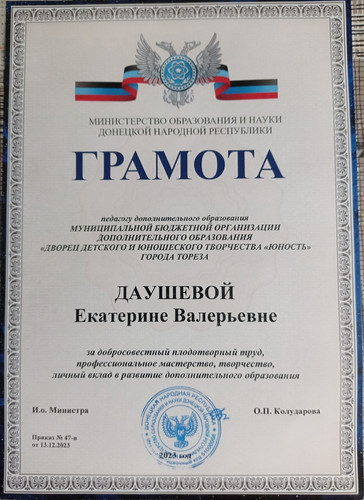 МИНИСТЕРСТВО ОБРАЗОВАНИЯ И НАУКИ
ДОНЕЦКОЙ НАРОДНОЙ РЕСПУБЛИКИ
ГРАМОТА
педагогу дополнительного образования
МУНИЦИПАЛЬНОЙ БЮДЖЕТНОЙ ОРГАНИЗАЦИИ
ДОПОЛНИТЕЛЬНОГО ОБРАЗОВАНИЯ
«ДВОРЕЦ ДЕТСКОГО И ЮНОШЕСКОГО ТВОРЧЕСТВА «ЮНОСТЬ»
ГОРОДА ТОРЕЗА
ДАУШЕВОЙ
Екатерине Валерьевне
за добросовестный плодотворный труд,
профессиональное мастерство, творчество,
личный вклад в развитие дополнительного образования
И.о. Министра
О.П. Колударова
Приказ № 47-н
от 13.12.2023
2023 год